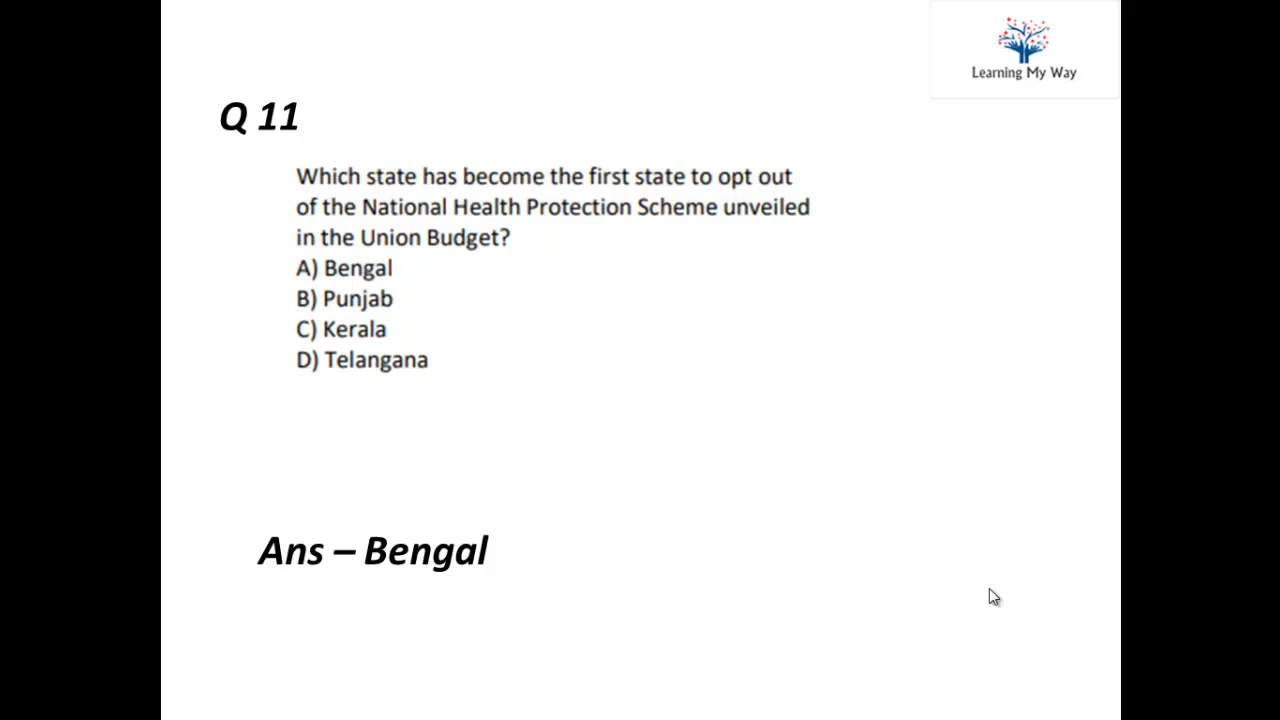 Learning My Way
Q 11
Which state has become the first state to opt out
of the National Health Protection Scheme unveiled
in the Union Budget?
A) Bengal
B) Punjab
C) Kerala
D) Telangana
Ans – Bengal